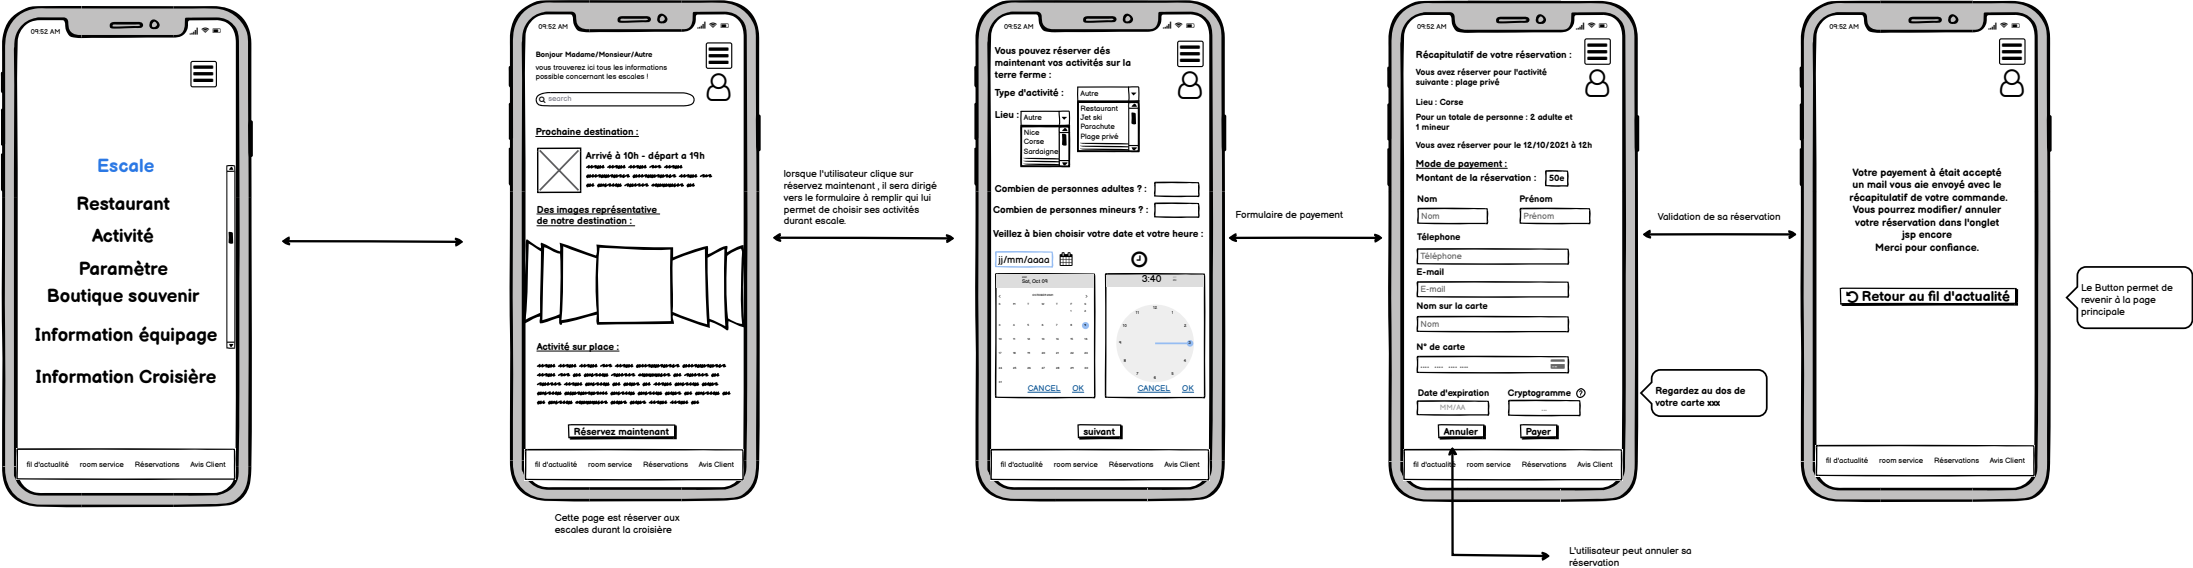 09:52 AM
Escale
Restaurant
Activité
Paramètre
Boutique souvenir
Information équipage
Information Croisière
fil d'actualité room service Réservations Avis Client
09:52 AM
Bonjour Madame/Monsieur/Autre
vous trouverez ici tous les informations
possible concernant les escales !
search
Prochaine destination :
Arrivé à 10h - départ a 19h
Des images représentative
de notre destination :
Activité sur place :
Réservez maintenant
fil d'actualité room service Réservations Avis Client
Cette page est réserver aux
escales durant la croisière
lorsque l'utilisateur clique sur
réservez maintenant , il sera dirigé
vers le formulaire à remplir qui lui
permet de choisir ses activités
durant escale.
09:52 AM
Vous pouvez réserver dés
maintenant vos activités sur la
terre ferme :
Type d'activité : Autre
Restaurant
Jet ski
Parachute
Plage privé
Lieu : Autre
Nice
Corse
Sardaigne
Combien de personnes adultes ? :
Combien de personnes mineurs ? :
Veillez à bien choisir votre date et votre heure :
jj/mm/aaaa
Sat, Oct 09
3:40
CANCEL OK
CANCEL OK
suivant
fil d'actualité room service Réservations Avis Client
Formulaire de payement
09:52 AM
Récapitulatif de votre réservation :
Vous avez réserver pour l'activité
suivante : plage privé
Lieu : Corse
Pour un totale de personne : 2 adulte et
1 mineur
Vous avez réserver pour le 12/10/2021 à 12h
Mode de payement :
Montant de la réservation : 50e
Nom Prénom
Nom Prénom
Télephone
Téléphone
E-mail
E-mail
Nom sur la carte
Nom
N° de carte
.... .... .... ....
Date d'expiration Cryptogramme ?
MM/AA ...
Annuler Payer
fil d'actualité room service Réservations Avis Client
Regardez au dos de
votre carte xxx
L'utilisateur peut annuler sa
réservation
Validation de sa réservation
09:52 AM
Votre payement à était accepté
un mail vous aie envoyé avec le
récapitulatif de votre commande.
Vous pourrez modifier/ annuler
votre réservation dans l'onglet
jsp encore
Merci pour confiance.
Retour au fil d'actualité
fil d'actualité room service Réservations Avis Client
Le Button permet de
revenir à la page
principale